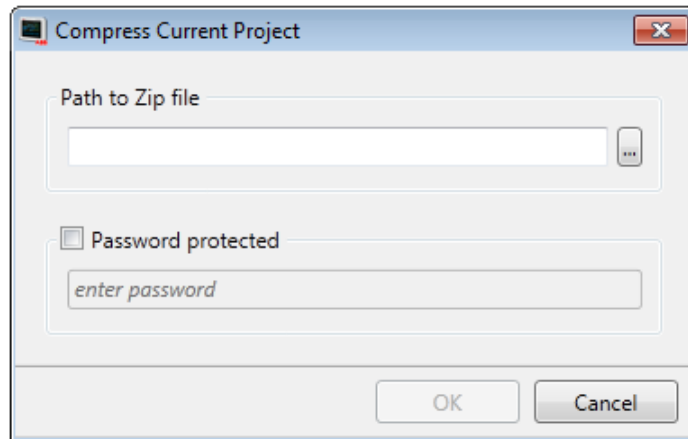 Compress Current Project
Path to Zip file
...
Password protected
enter password
OK
Cancel